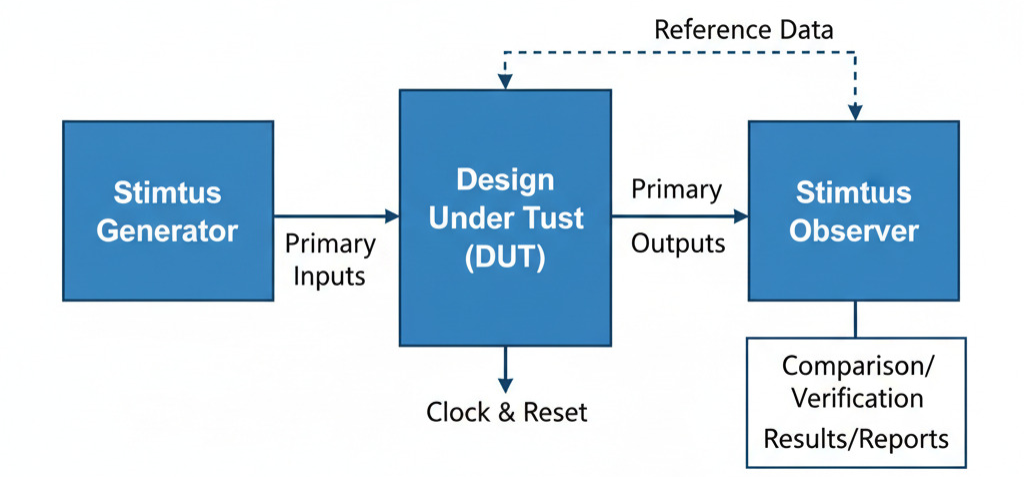 Reference Data
Stimtus
Generator
Primary
Inputs
Design
Under Tust
(DUT)
Primary
Outputs
Stimtius
Observer
Clock & Reset
Comparison/
Verification
Results/Reports